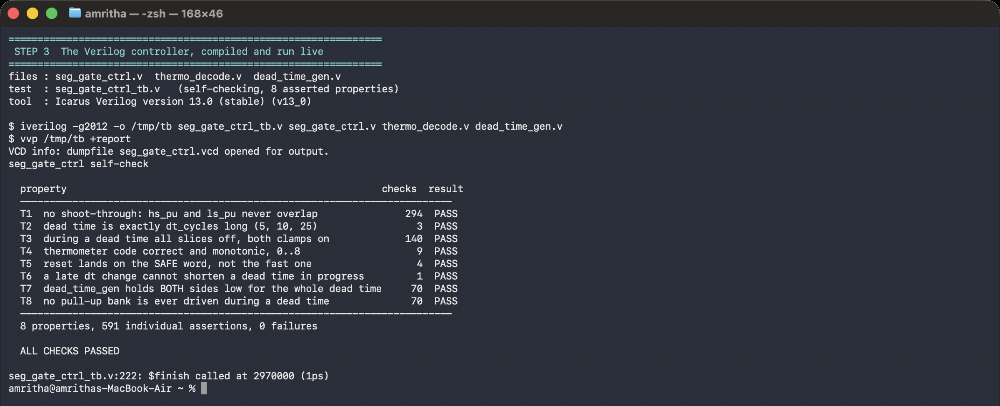 amritha — -zsh — 168×46
================================================================
STEP 3  The Verilog controller, compiled and run live
================================================================
files : seg_gate_ctrl.v  thermo_decode.v  dead_time_gen.v
test  : seg_gate_ctrl_tb.v   (self-checking, 8 asserted properties)
tool  : Icarus Verilog version 13.0 (stable) (v13_0)
$ iverilog -g2012 -o /tmp/tb seg_gate_ctrl_tb.v seg_gate_ctrl.v thermo_decode.v dead_time_gen.v
$ vvp /tmp/tb +report
VCD info: dumpfile seg_gate_ctrl.vcd opened for output.
seg_gate_ctrl self-check
property                                                      checks  result
--------------------------------------------------------------------------
T1  no shoot-through: hs_pu and ls_pu never overlap               294  PASS
T2  dead time is exactly dt_cycles long (5, 10, 25)                 3  PASS
T3  during a dead time all slices off, both clamps on             140  PASS
T4  thermometer code correct and monotonic, 0..8                    9  PASS
T5  reset lands on the SAFE word, not the fast one                  4  PASS
T6  a late dt change cannot shorten a dead time in progress         1  PASS
T7  dead_time_gen holds BOTH sides low for the whole dead time     70  PASS
T8  no pull-up bank is ever driven during a dead time              70  PASS
--------------------------------------------------------------------------
8 properties, 591 individual assertions, 0 failures
ALL CHECKS PASSED
seg_gate_ctrl_tb.v:222: $finish called at 2970000 (1ps)
amritha@amrithas-MacBook-Air ~ %